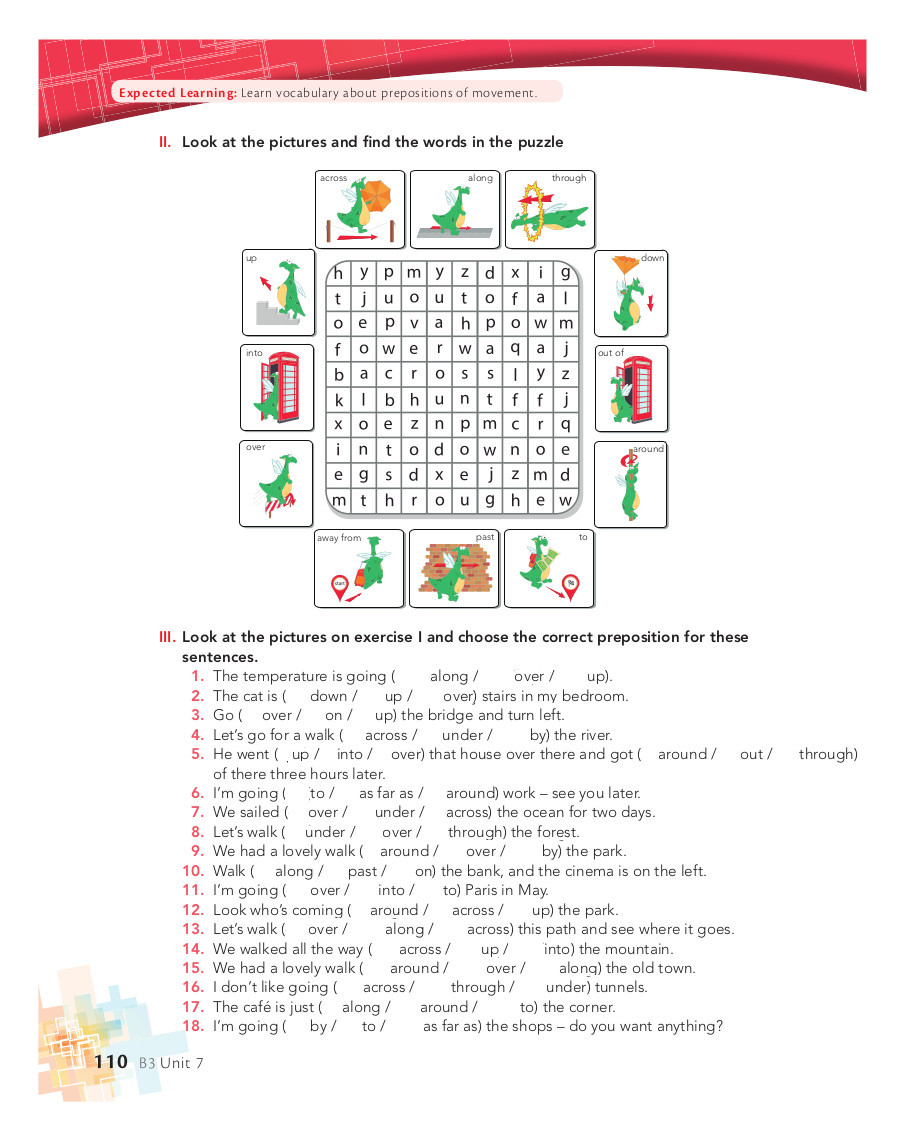 Expected Learning: Learn vocabulary about prepositions of movement.
II. Look at the pictures and find the words in the puzzle
across
along
through
up
down
into
out of
over
around
away from
past
to
h y p m y z d x i g
t j u o u t o f a l
o e p v a h p o w m
f o w e r w a q a j
b a c r o s s l y z
k l b h u n t f f j
x o e z n p m c r q
i n t o d o w n o e
e g s d x e j z m d
m t h r o u g h e w
start
III. Look at the pictures on exercise I and choose the correct preposition for these
sentences.
1. The temperature is going ( along / over / up).
2. The cat is ( down / up / over) stairs in my bedroom.
3. Go ( over / on / up) the bridge and turn left.
4. Let's go for a walk ( across / under / by) the river.
5. He went ( up / into / over) that house over there and got ( around / out / through)
of there three hours later.
6. I'm going ( to / as far as / around) work – see you later.
7. We sailed ( over / under / across) the ocean for two days.
8. Let's walk ( under / over / through) the forest.
9. We had a lovely walk ( around / over / by) the park.
10. Walk ( along / past / on) the bank, and the cinema is on the left.
11. I'm going ( over / into / to) Paris in May.
12. Look who's coming ( around / across / up) the park.
13. Let's walk ( over / along / across) this path and see where it goes.
14. We walked all the way ( across / up / into) the mountain.
15. We had a lovely walk ( around / over / along) the old town.
16. I don't like going ( across / through / under) tunnels.
17. The café is just ( along / around / to) the corner.
18. I'm going ( by / to / as far as) the shops – do you want anything?
110 B3 Unit 7